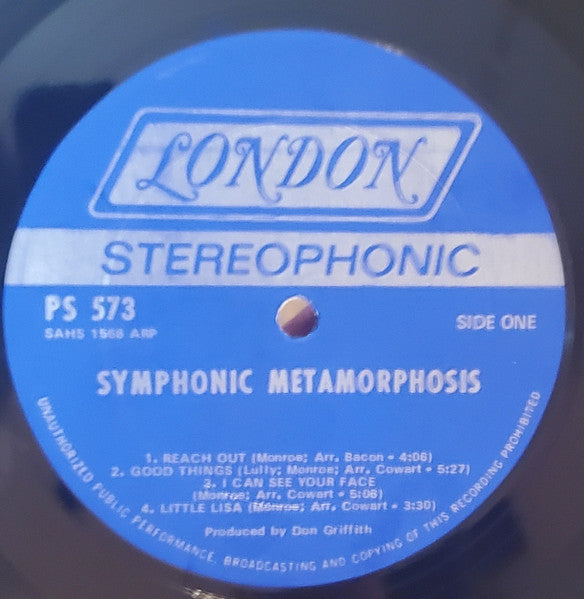 LONDON
STEREOPHONIC
PS 573
SAHS 1568 ARP
SIDE ONE
SYMPHONIC METAMORPHOSIS
1. REACH OUT (Monroe; Arr. Bacon • 4:06)
2. GOOD THINGS (Lully; Monroe; Arr. Cowart • 5:27)
3. I CAN SEE YOUR FACE
(Monroe; Arr. Cowart • 5:06)
4. LITTLE LISA (Monroe; Arr. Cowart • 3:30)
Produced by Don Griffith
UNAUTHORIZED PUBLIC PERFORMANCE, BROADCASTING AND COPYING OF THIS RECORDING PROHIBITED